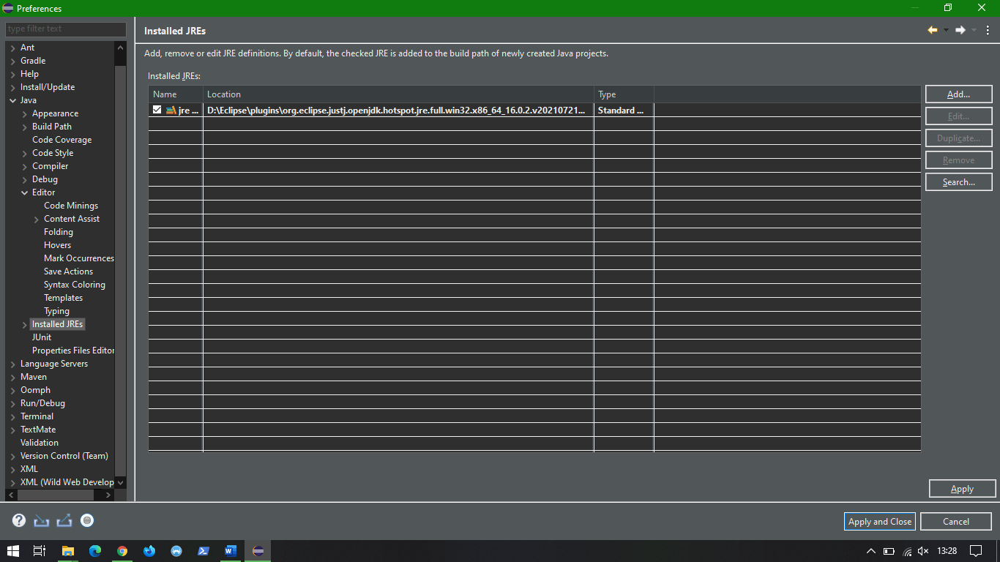 Preferences
type filter text
Ant
Gradle
Help
Install/Update
Java
Appearance
Build Path
Code Coverage
Code Style
Compiler
Debug
Editor
Code Minings
Content Assist
Folding
Hovers
Mark Occurrences
Save Actions
Syntax Coloring
Templates
Typing
Installed JREs
JUnit
Properties Files Editor
Language Servers
Maven
Oomph
Run/Debug
Terminal
TextMate
Validation
Version Control (Team)
XML
XML (Wild Web Develop
Installed JREs
Add, remove or edit JRE definitions. By default, the checked JRE is added to the build path of newly created Java projects.
Installed JREs:
Name Location Type
jre ... D:\Eclipse\plugins\org.eclipse.justj.openjdk.hotspot.jre.full.win32.x86_64_16.0.2.v20210721... Standard ...
Add...
Edit...
Duplicate...
Remove
Search...
Apply
Apply and Close Cancel
13:28